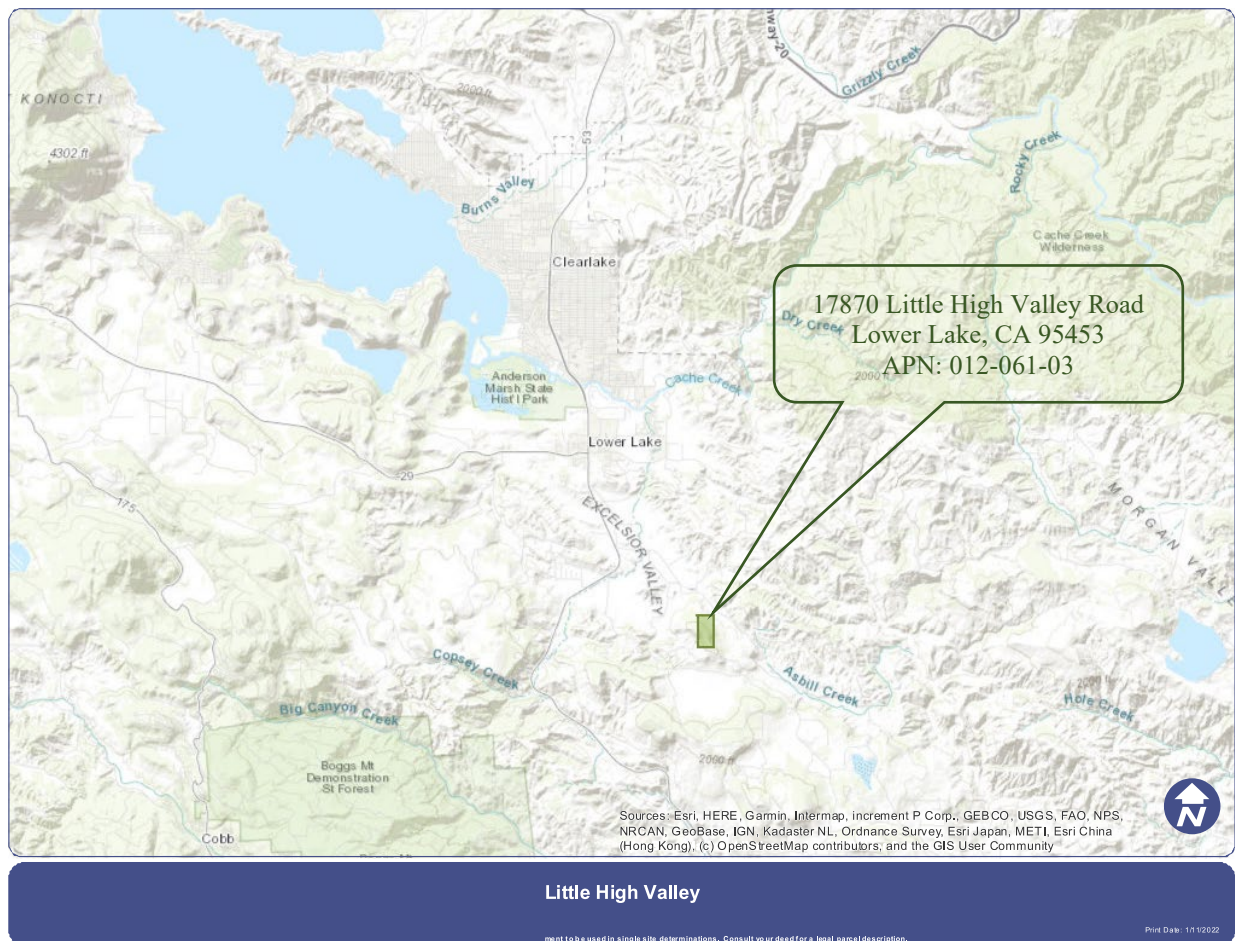 way-20
Grizzly Creek
KONOCTI
2000 ft
4302 ft
53
Rocky Creek
Burns Valley
Cache Creek
Wilderness
Clearlake
17870 Little High Valley Road
Lower Lake, CA 95453
APN: 012-061-03
Dry Creek
2000 ft
Anderson
Marsh State
Hist'l Park
Cache Creek
Lower Lake
29
175
EXCELSIOR VALLEY
MORGAN VALLE
Copsey Creek
Asbill Creek
2000 ft
Hole Creek
Big Canyon Creek
2000 ft
Boggs Mt
Demonstration
St Forest
Cobb
Sources: Esri, HERE, Garmin, Intermap, increment P Corp., GEBCO, USGS, FAO, NPS,
NRCAN, GeoBase, IGN, Kadaster NL, Ordnance Survey, Esri Japan, METI, Esri China
(Hong Kong), (c) OpenStreetMap contributors, and the GIS User Community
N
Little High Valley
ment to be used in single site determinations. Consult your deed for a legal parcel description.
Print Date: 1/11/2022